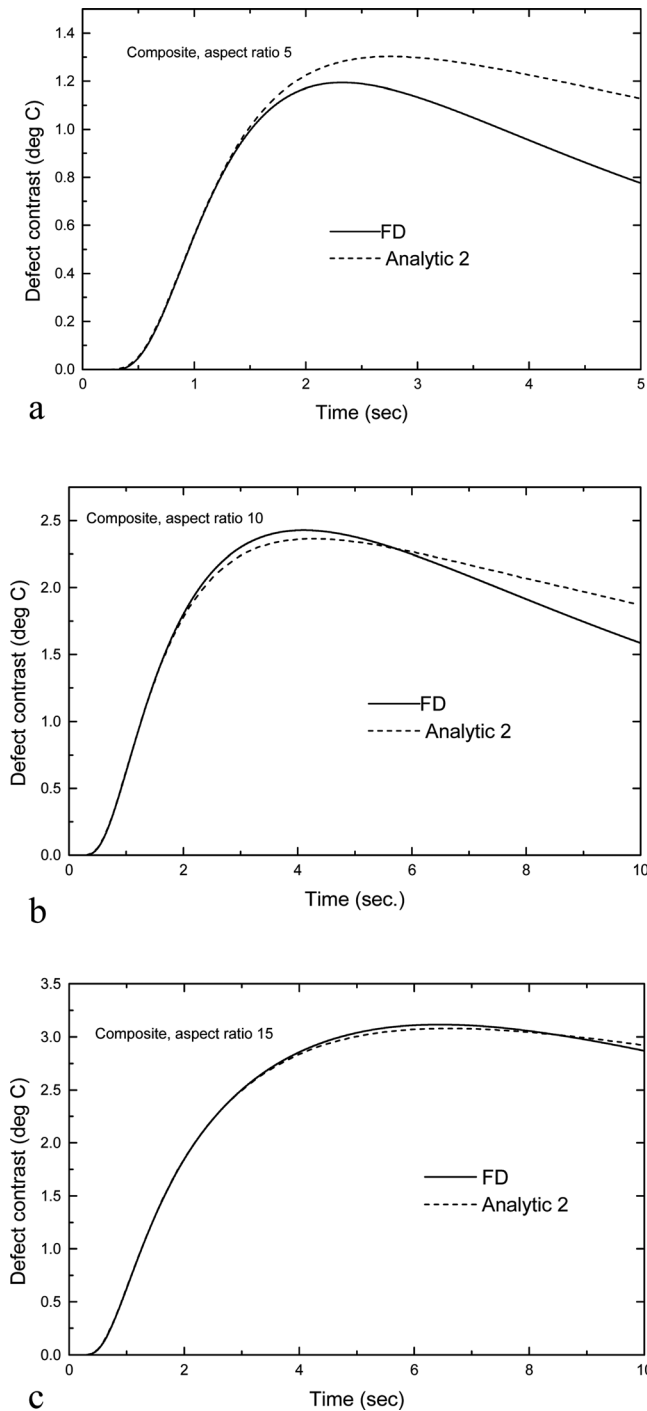 1.4
Composite, aspect ratio 5
1.2
1.0
0.8
0.6
0.4
0.2
0.0
Defect contrast (deg C)
FD
Analytic 2
0 1 2 3 4 5
Time (sec)
a
Composite, aspect ratio 10
2.5
2.0
1.5
1.0
0.5
0.0
Defect contrast (deg C)
FD
Analytic 2
0 2 4 6 8 10
Time (sec.)
b
3.5
Composite, aspect ratio 15
3.0
2.5
2.0
1.5
1.0
0.5
0.0
Defect contrast (deg C)
FD
Analytic 2
0 2 4 6 8 10
Time (sec)
c